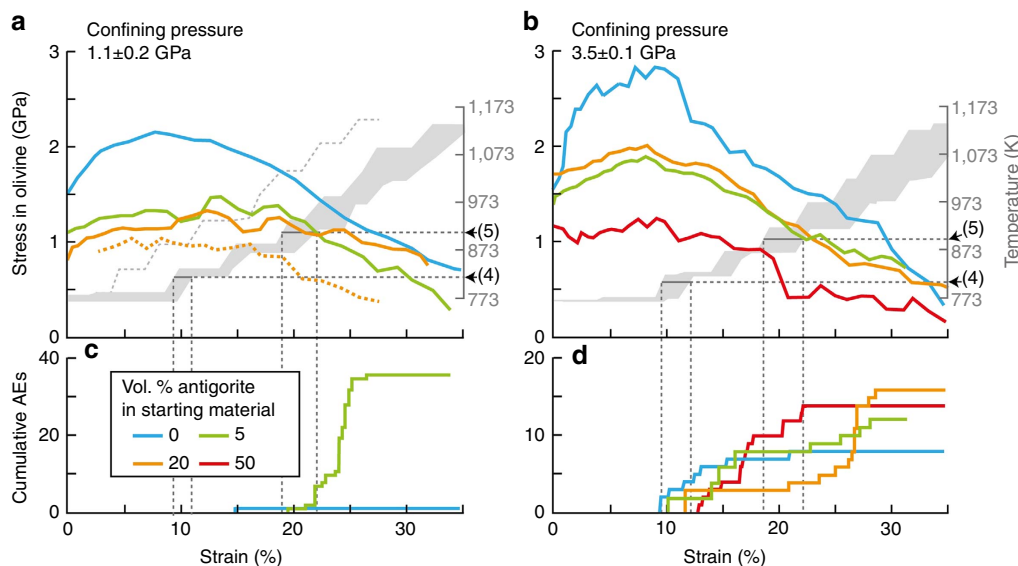 a
Confining pressure
1.1±0.2 GPa
b
Confining pressure
3.5±0.1 GPa
Stress in olivine (GPa)
3
2
1
0
1,173
1,073
973
873
773
(5)
(4)
3
2
1
0
1,173
1,073
973
873
773
Temperature (K)
(5)
(4)
c
d
Cumulative AEs
40
20
0
Vol. % antigorite
in starting material
0 5
20 50
20
10
0
0 10 20 30
Strain (%)
0 10 20 30
Strain (%)